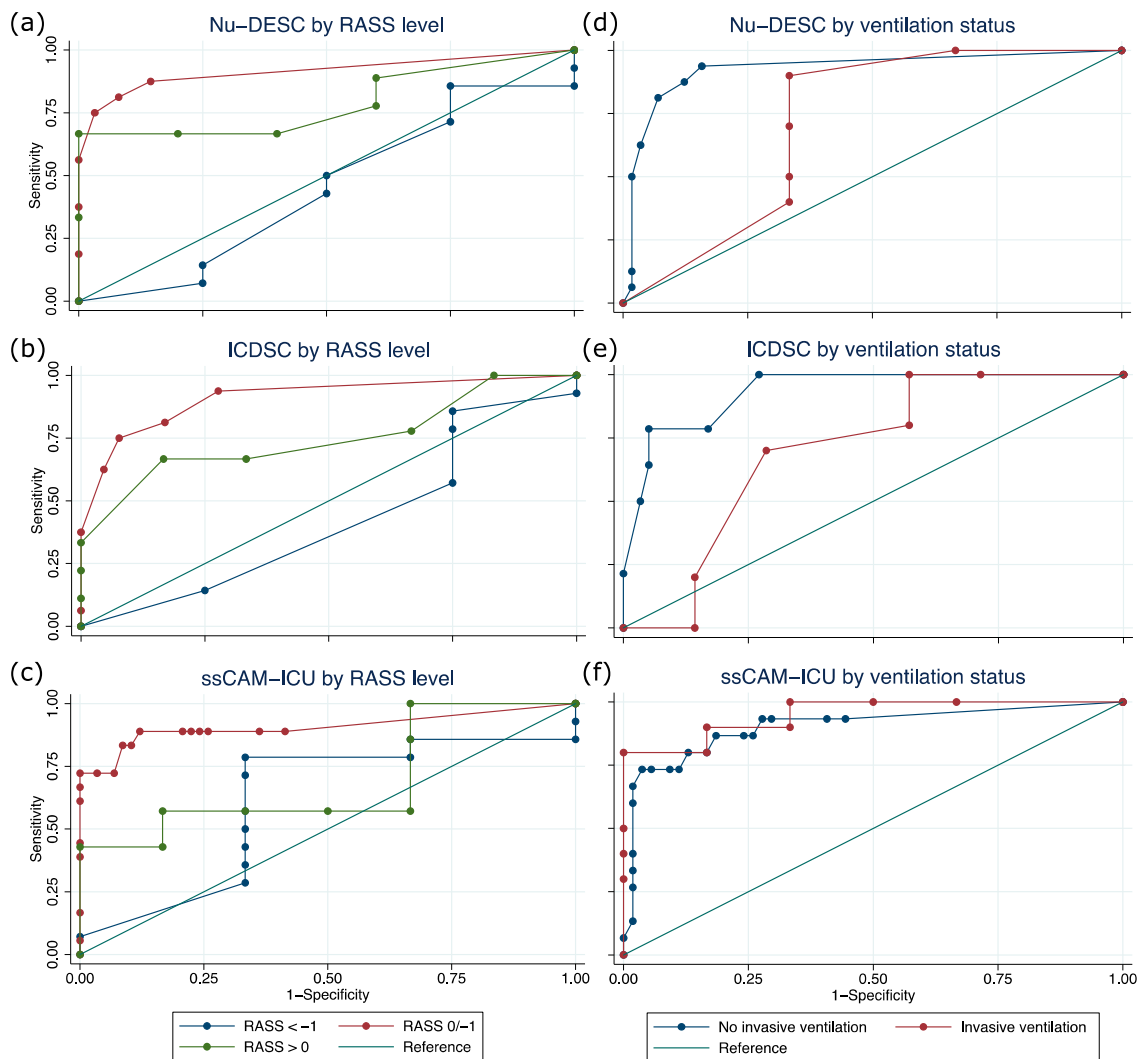 (a)
Nu-DESC by RASS level
1.00
0.75
0.50
0.25
0.00
Sensitivity
(b)
ICDSC by RASS level
1.00
0.75
0.50
0.25
0.00
Sensitivity
(c)
ssCAM-ICU by RASS level
1.00
0.75
0.50
0.25
0.00
Sensitivity
0.00 0.25 0.50 0.75 1.00
1-Specificity
RASS < -1 RASS 0/-1
RASS > 0 Reference
(d)
Nu-DESC by ventilation status
(e)
ICDSC by ventilation status
(f)
ssCAM-ICU by ventilation status
0.00 0.25 0.50 0.75 1.00
1-Specificity
No invasive ventilation Invasive ventilation
Reference